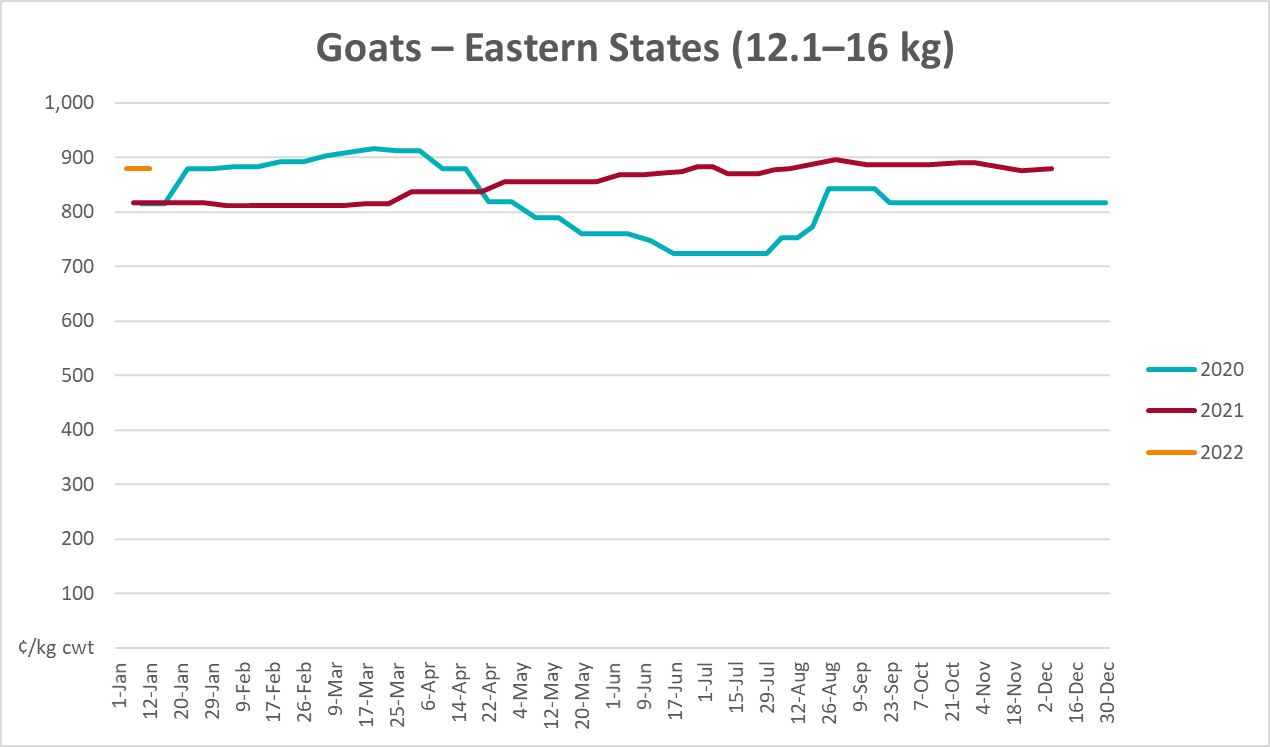 Goats – Eastern States (12.1–16 kg)
1,000
900
800
700
600
500
400
300
200
100
¢/kg cwt
1-Jan
12-Jan
20-Jan
29-Jan
9-Feb
17-Feb
26-Feb
9-Mar
17-Mar
25-Mar
6-Apr
14-Apr
22-Apr
4-May
12-May
20-May
1-Jun
9-Jun
17-Jun
1-Jul
15-Jul
29-Jul
12-Aug
26-Aug
9-Sep
23-Sep
7-Oct
21-Oct
4-Nov
18-Nov
2-Dec
16-Dec
30-Dec
2020
2021
2022